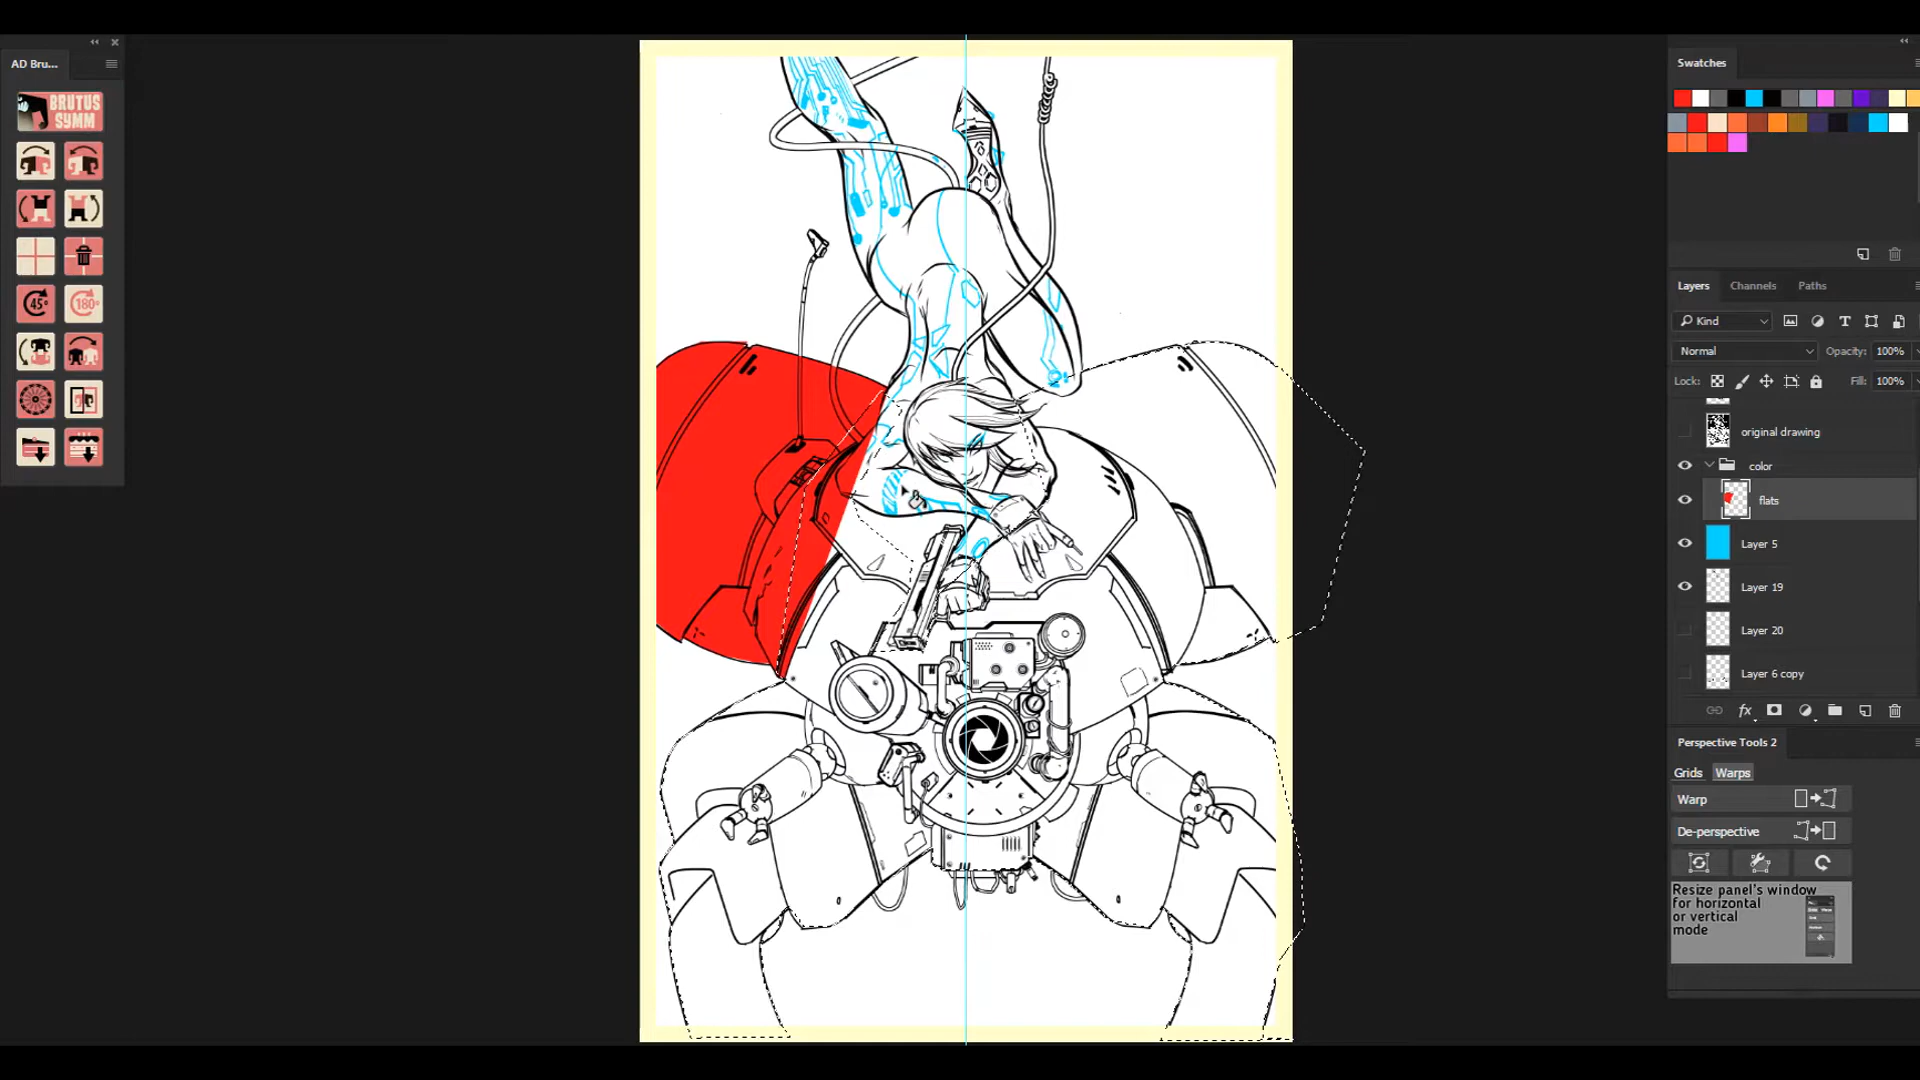 AD Bru...
BRUTUS
SYMM
45°
180°
Swatches
Layers Channels Paths
Kind
Normal Opacity: 100%
Lock: Fill: 100%
original drawing
color
flats
Layer 5
Layer 19
Layer 20
Layer 6 copy
fx
Perspective Tools 2
Grids Warps
Warp
De-perspective
Resize panel's window
for horizontal
or vertical
mode